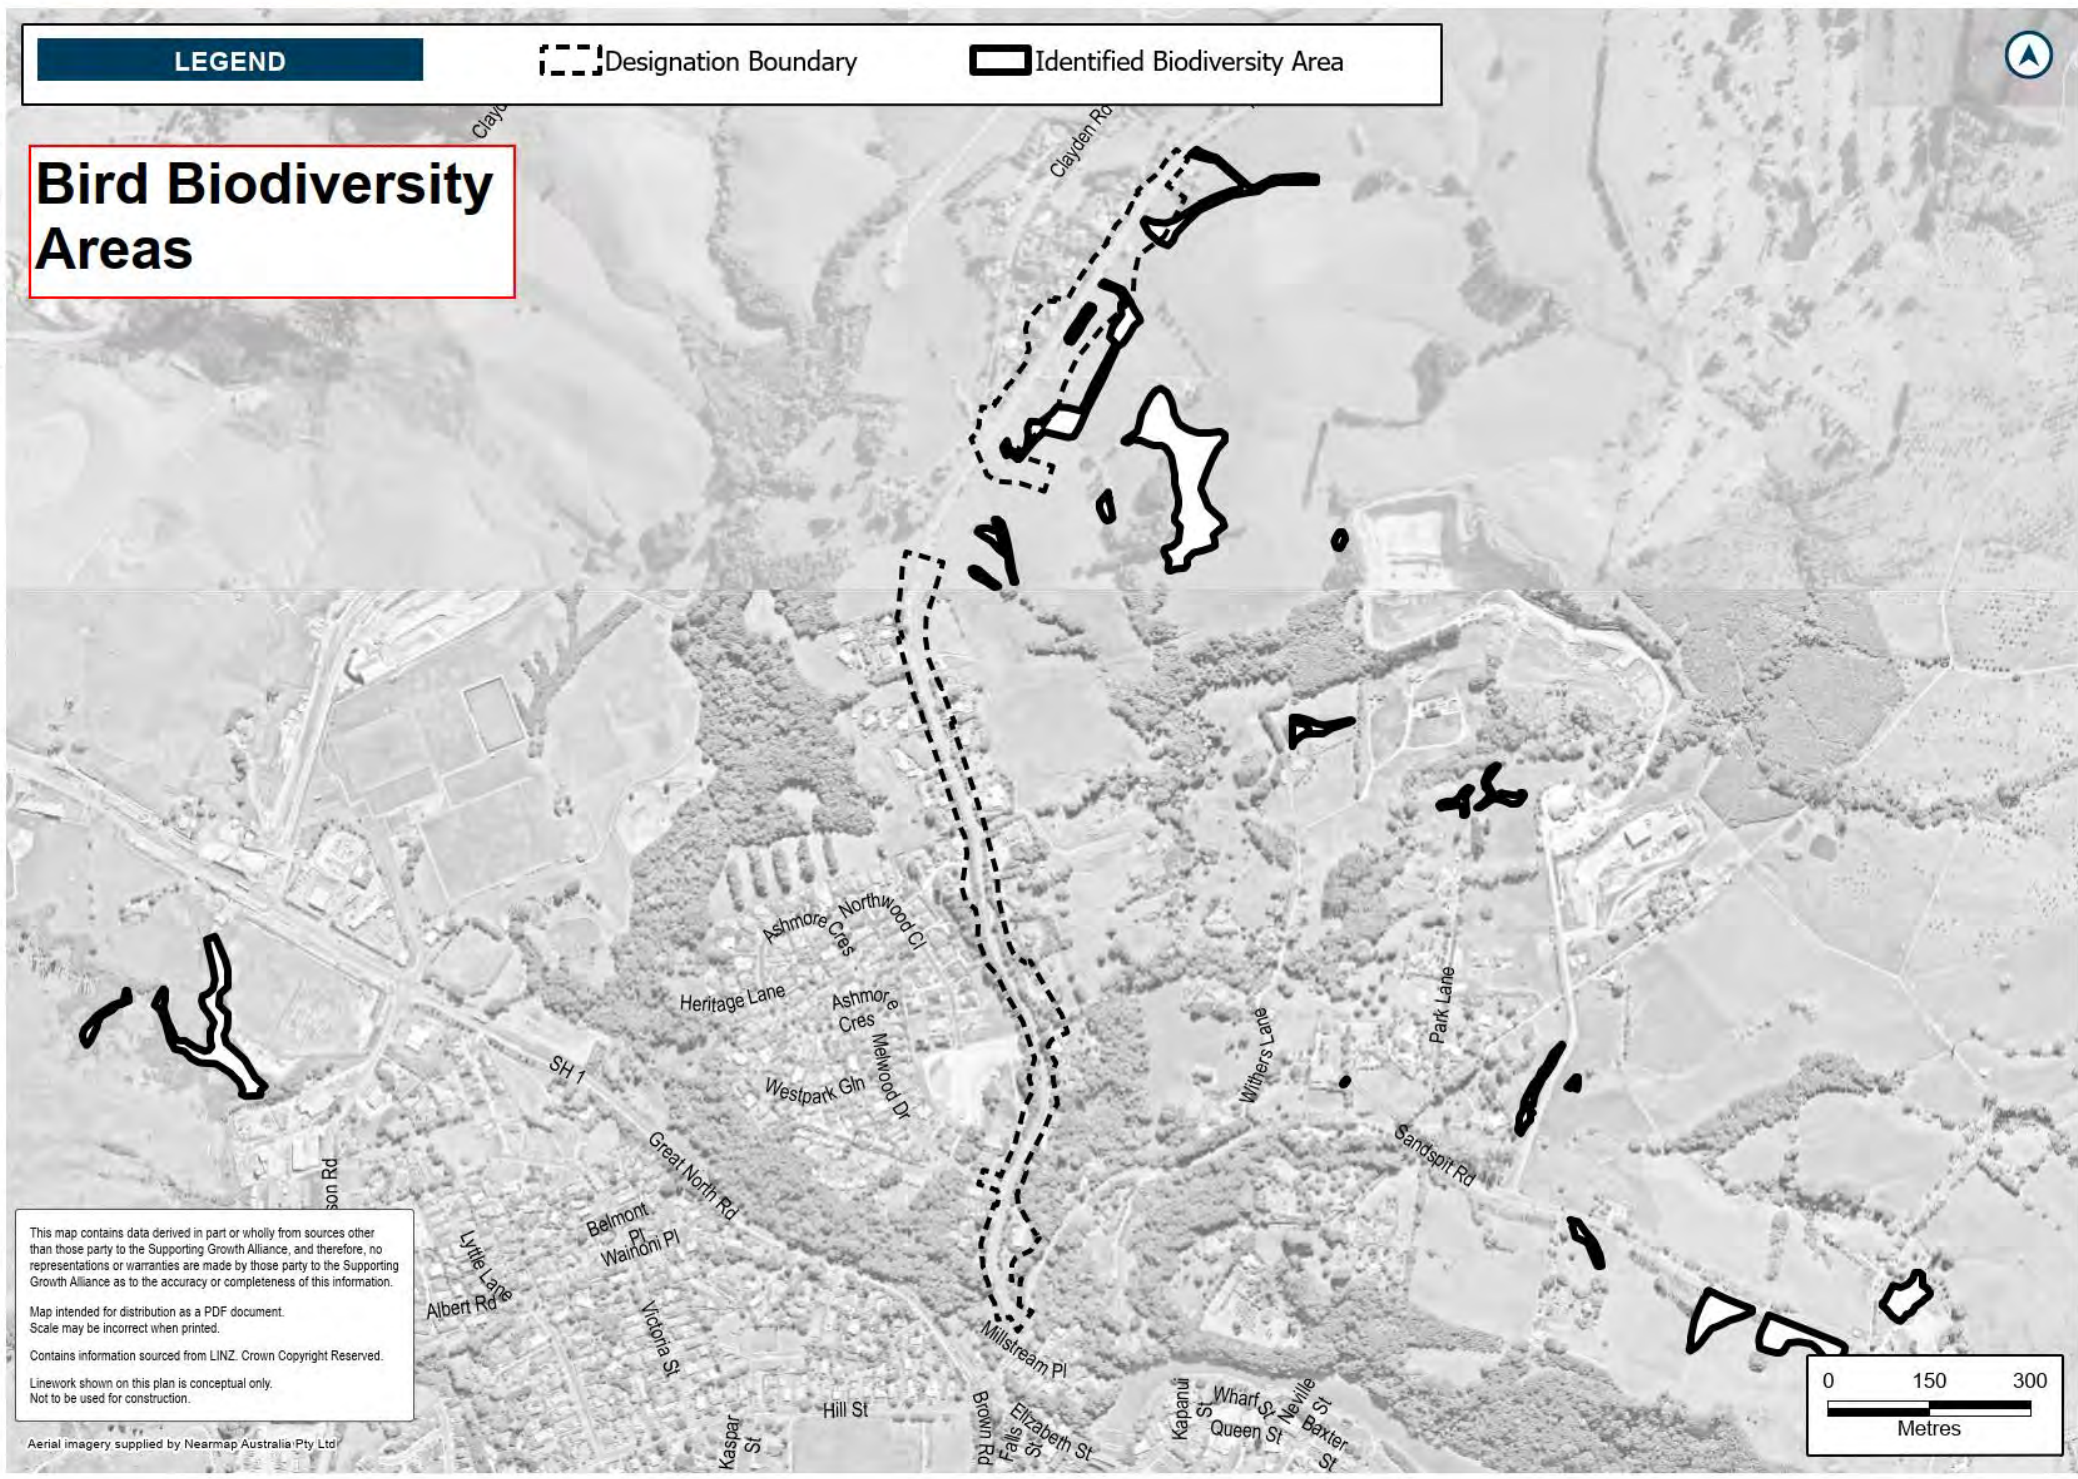 LEGEND
Designation Boundary
Identified Biodiversity Area
Bird Biodiversity
Areas
Clayden Rd
Ashmore
Cres
Northwood Cl
Heritage Lane
Ashmore
Cres
Melwood Dr
Westpark Gln
SH 1
Great North Rd
Withers Lane
Park Lane
Sandspit Rd
Belmont
Pl
Wainoni Pl
Lyttle Lane
Albert Rd
Victoria St
Millstream Pl
Hill St
Kaspar
St
Brown Rd
Falls
St
Elizabeth St
Kapanui
St
Wharf St
Queen St
Neville
St
Baxter
St
This map contains data derived in part or wholly from sources other
than those party to the Supporting Growth Alliance, and therefore, no
representations or warranties are made by those party to the Supporting
Growth Alliance as to the accuracy or completeness of this information.
Map intended for distribution as a PDF document.
Scale may be incorrect when printed.
Contains information sourced from LINZ. Crown Copyright Reserved.
Linework shown on this plan is conceptual only.
Not to be used for construction.
Aerial imagery supplied by Nearmap Australia Pty Ltd
0 150 300
Metres